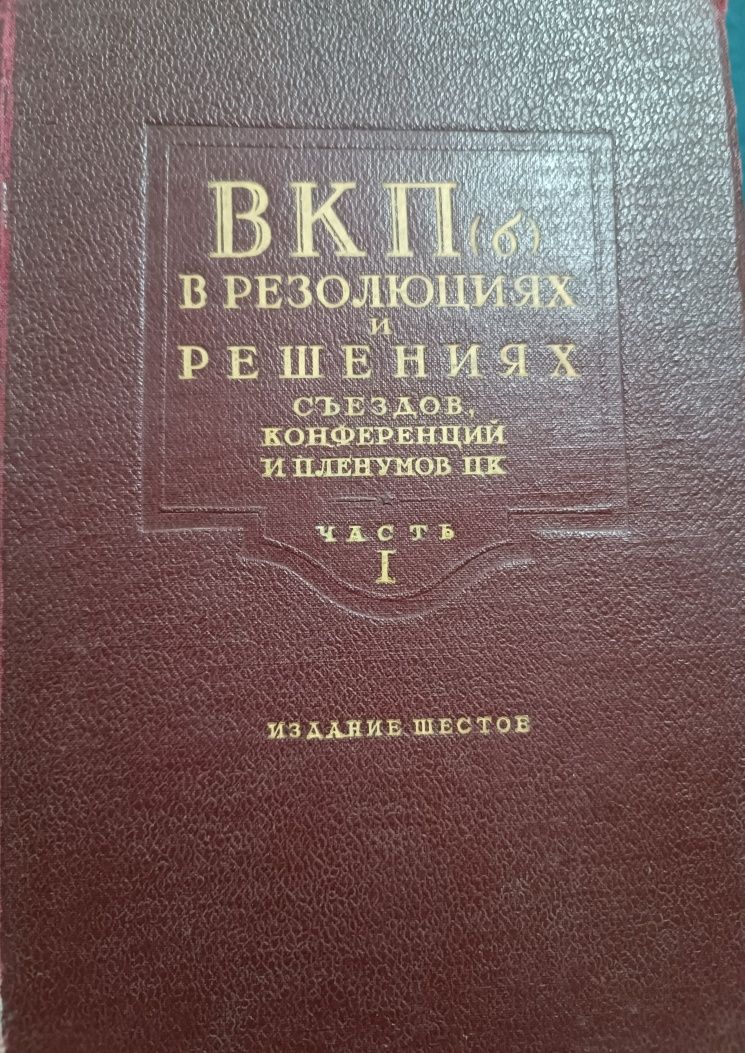 ВКП(б)
В РЕЗОЛЮЦИЯХ
И
РЕШЕНИЯХ
СЪЕЗДОВ,
КОНФЕРЕНЦИЙ
И ПЛЕНУМОВ ЦК
ЧАСТЬ
I
ИЗДАНИЕ ШЕСТОЕ